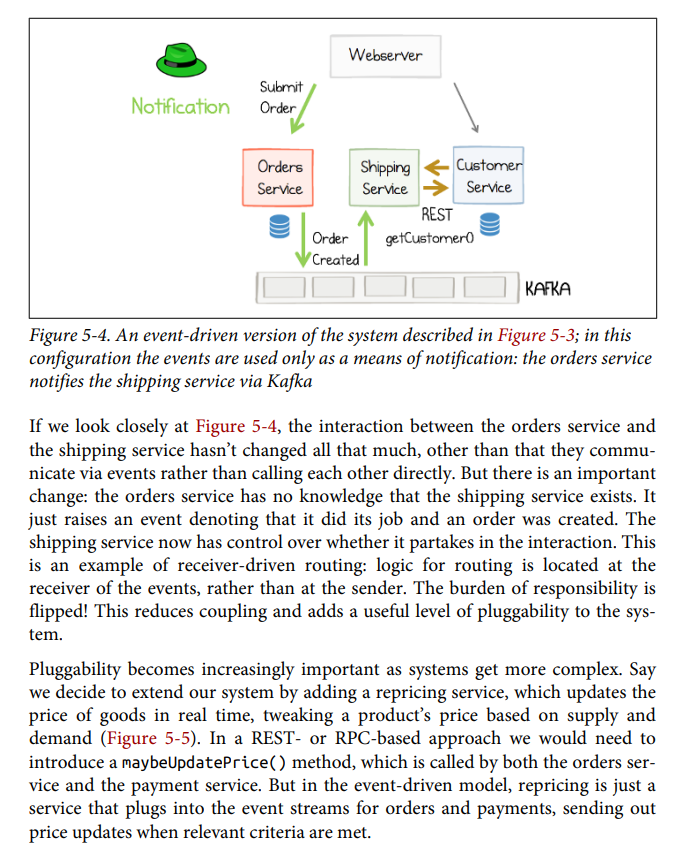 Webserver
Submit
Order
Notification
Orders
Service
Shipping
Service
Customer
Service
REST
getCustomer()
Order
Created
KAFKA
Figure 5-4. An event-driven version of the system described in Figure 5-3; in this
configuration the events are used only as a means of notification: the orders service
notifies the shipping service via Kafka
If we look closely at Figure 5-4, the interaction between the orders service and
the shipping service hasn’t changed all that much, other than that they commu-
nicate via events rather than calling each other directly. But there is an important
change: the orders service has no knowledge that the shipping service exists. It
just raises an event denoting that it did its job and an order was created. The
shipping service now has control over whether it partakes in the interaction. This
is an example of receiver-driven routing: logic for routing is located at the
receiver of the events, rather than at the sender. The burden of responsibility is
flipped! This reduces coupling and adds a useful level of pluggability to the sys-
tem.
Pluggability becomes increasingly important as systems get more complex. Say
we decide to extend our system by adding a repricing service, which updates the
price of goods in real time, tweaking a product’s price based on supply and
demand (Figure 5-5). In a REST- or RPC-based approach we would need to
introduce a maybeUpdatePrice() method, which is called by both the orders ser-
vice and the payment service. But in the event-driven model, repricing is just a
service that plugs into the event streams for orders and payments, sending out
price updates when relevant criteria are met.